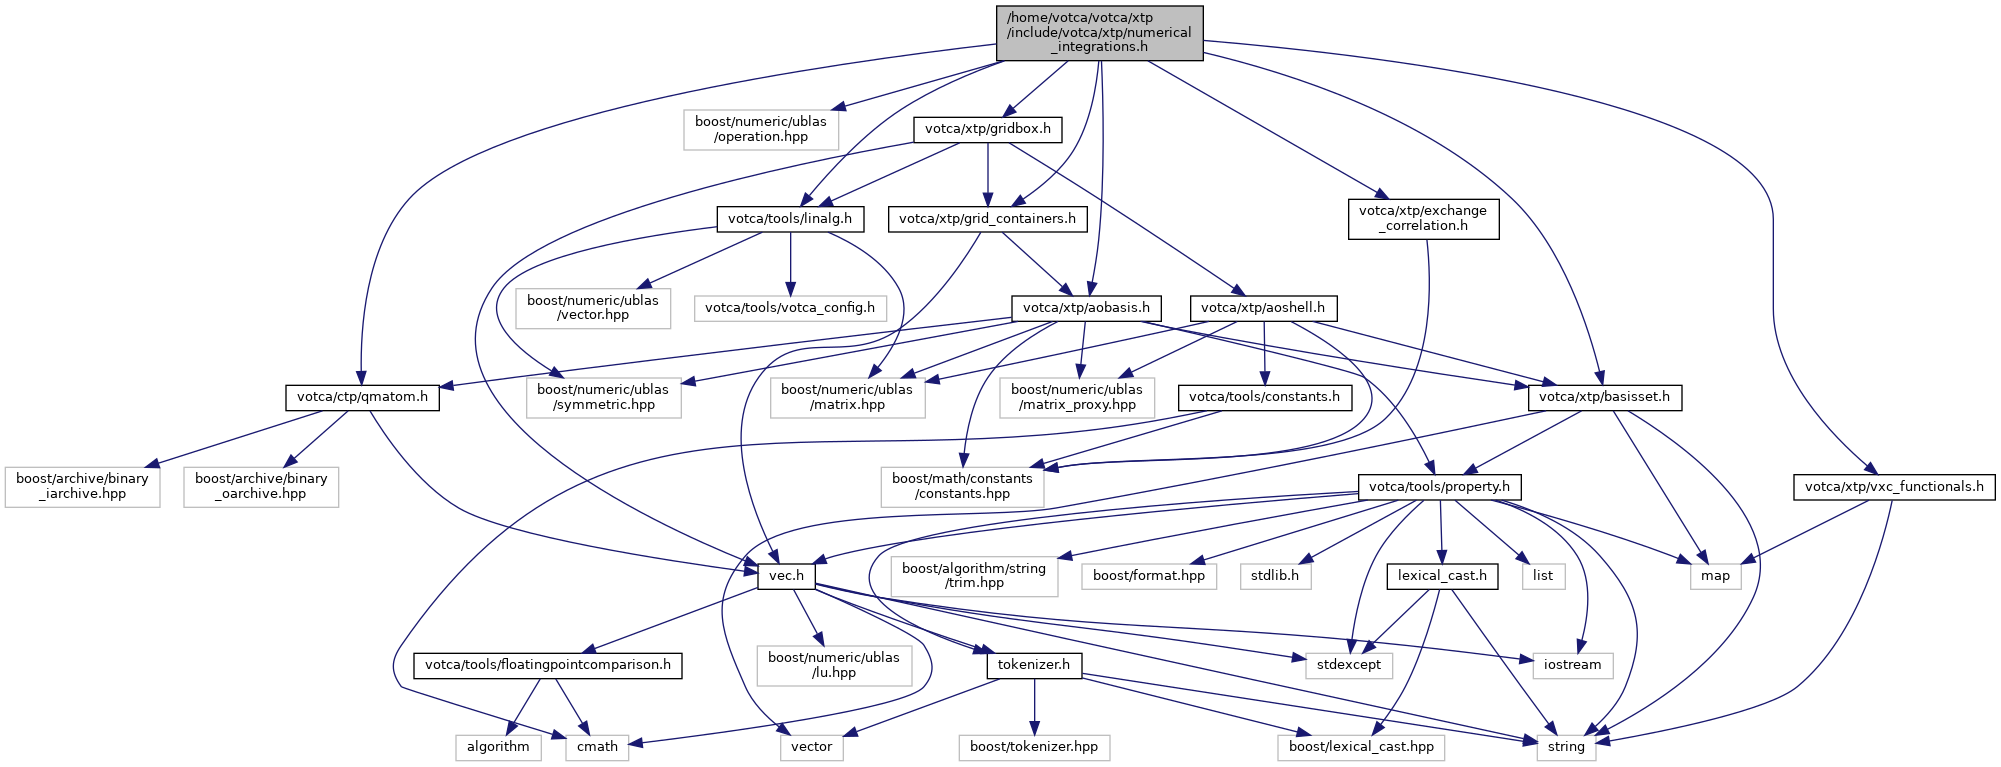 /home/votca/votca/xtp
/include/votca/xtp/numerical
_integrations.h
boost/numeric/ublas
/operation.hpp
votca/xtp/gridbox.h
votca/tools/linalg.h
votca/xtp/grid_containers.h
votca/xtp/exchange
_correlation.h
boost/numeric/ublas
/vector.hpp
votca/tools/votca_config.h
votca/xtp/aobasis.h
votca/xtp/aoshell.h
votca/ctp/qmatom.h
boost/numeric/ublas
/symmetric.hpp
boost/numeric/ublas
/matrix.hpp
boost/numeric/ublas
/matrix_proxy.hpp
votca/tools/constants.h
votca/xtp/basisset.h
boost/archive/binary
_iarchive.hpp
boost/archive/binary
_oarchive.hpp
boost/math/constants
/constants.hpp
votca/tools/property.h
votca/xtp/vxc_functionals.h
vec.h
boost/algorithm/string
/trim.hpp
boost/format.hpp
stdlib.h
lexical_cast.h
list
map
votca/tools/floatingpointcomparison.h
boost/numeric/ublas
/lu.hpp
tokenizer.h
stdexcept
iostream
algorithm
cmath
vector
boost/tokenizer.hpp
boost/lexical_cast.hpp
string